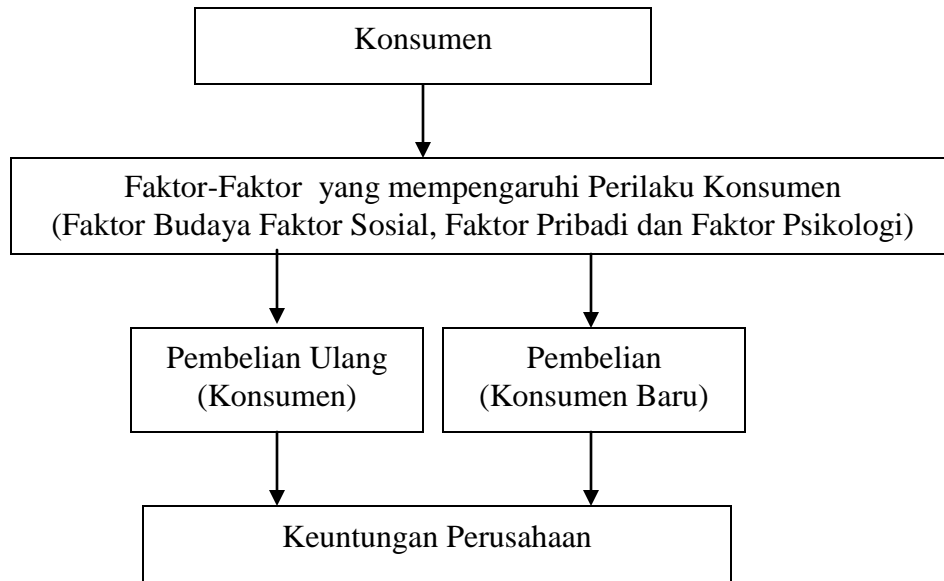 Konsumen
Faktor-Faktor yang mempengaruhi Perilaku Konsumen
(Faktor Budaya Faktor Sosial, Faktor Pribadi dan Faktor Psikologi)
Pembelian Ulang
(Konsumen)
Pembelian
(Konsumen Baru)
Keuntungan Perusahaan